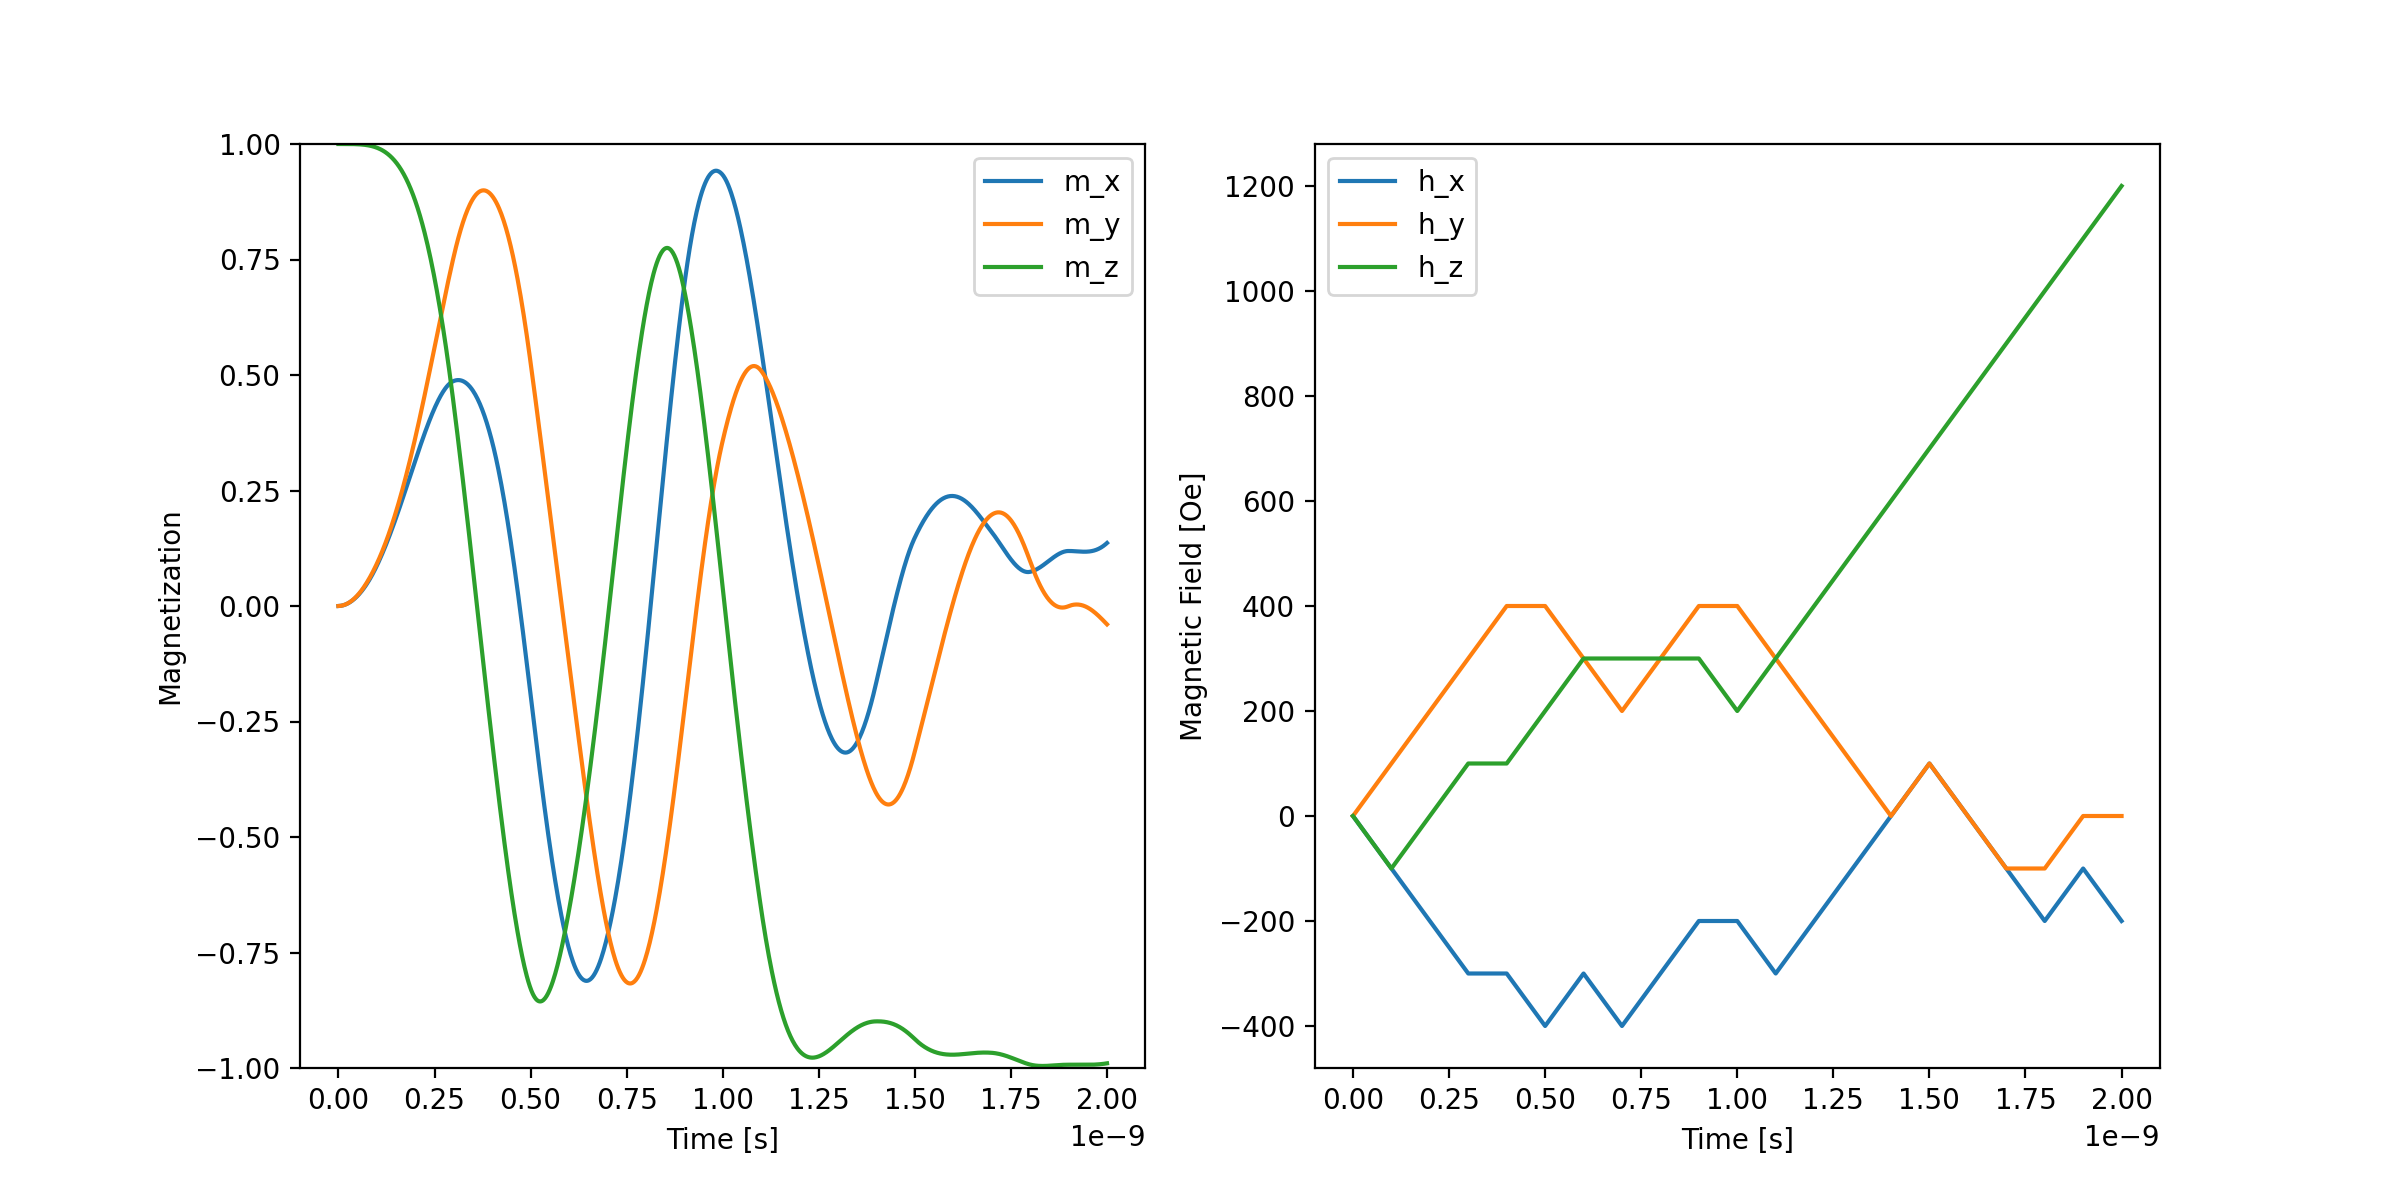 1.00
0.75
0.50
0.25
0.00
−0.25
−0.50
−0.75
−1.00
Magnetization
m_x
m_y
m_z
0.00 0.25 0.50 0.75 1.00 1.25 1.50 1.75 2.00
Time [s]
1e−9
1200
1000
800
600
400
200
0
−200
−400
Magnetic Field [Oe]
h_x
h_y
h_z
0.00 0.25 0.50 0.75 1.00 1.25 1.50 1.75 2.00
Time [s]
1e−9